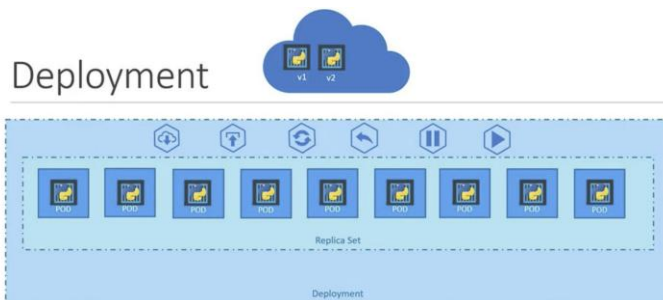 Deployment
v1 v2
POD POD POD POD POD POD POD POD POD
Replica Set
Deployment